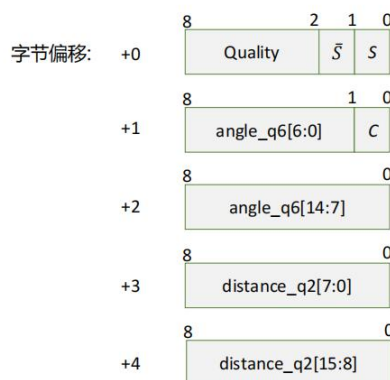 8 2 1 0
字节偏移: +0 Quality S̄ S
8 1 0
+1 angle_q6[6:0] C
8 0
+2 angle_q6[14:7]
8 0
+3 distance_q2[7:0]
8 0
+4 distance_q2[15:8]